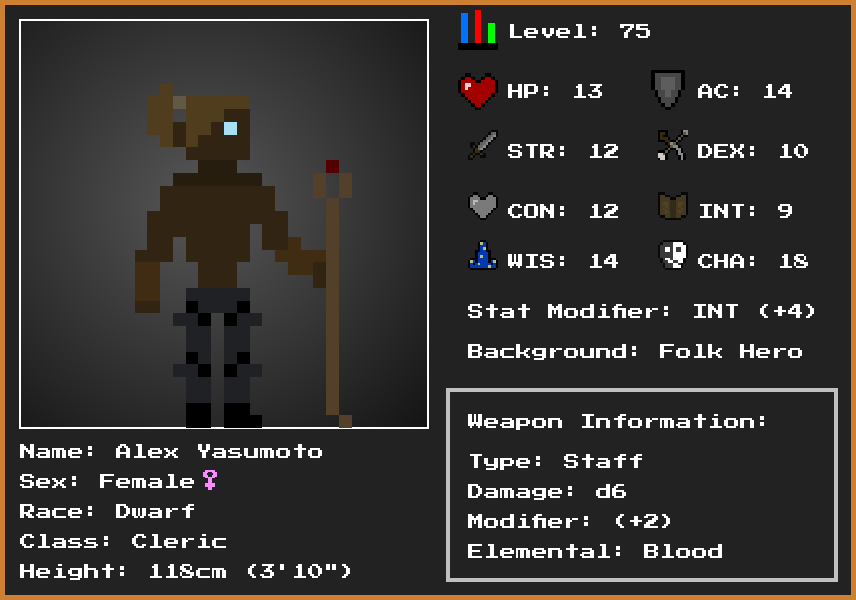 Level: 75
HP: 13
AC: 14
STR: 12
DEX: 10
CON: 12
INT: 9
WIS: 14
CHA: 18
Stat Modifier: INT (+4)
Background: Folk Hero
Weapon Information:
Type: Staff
Damage: d6
Modifier: (+2)
Elemental: Blood
Name: Alex Yasumoto
Sex: Female♀
Race: Dwarf
Class: Cleric
Height: 118cm (3'10")